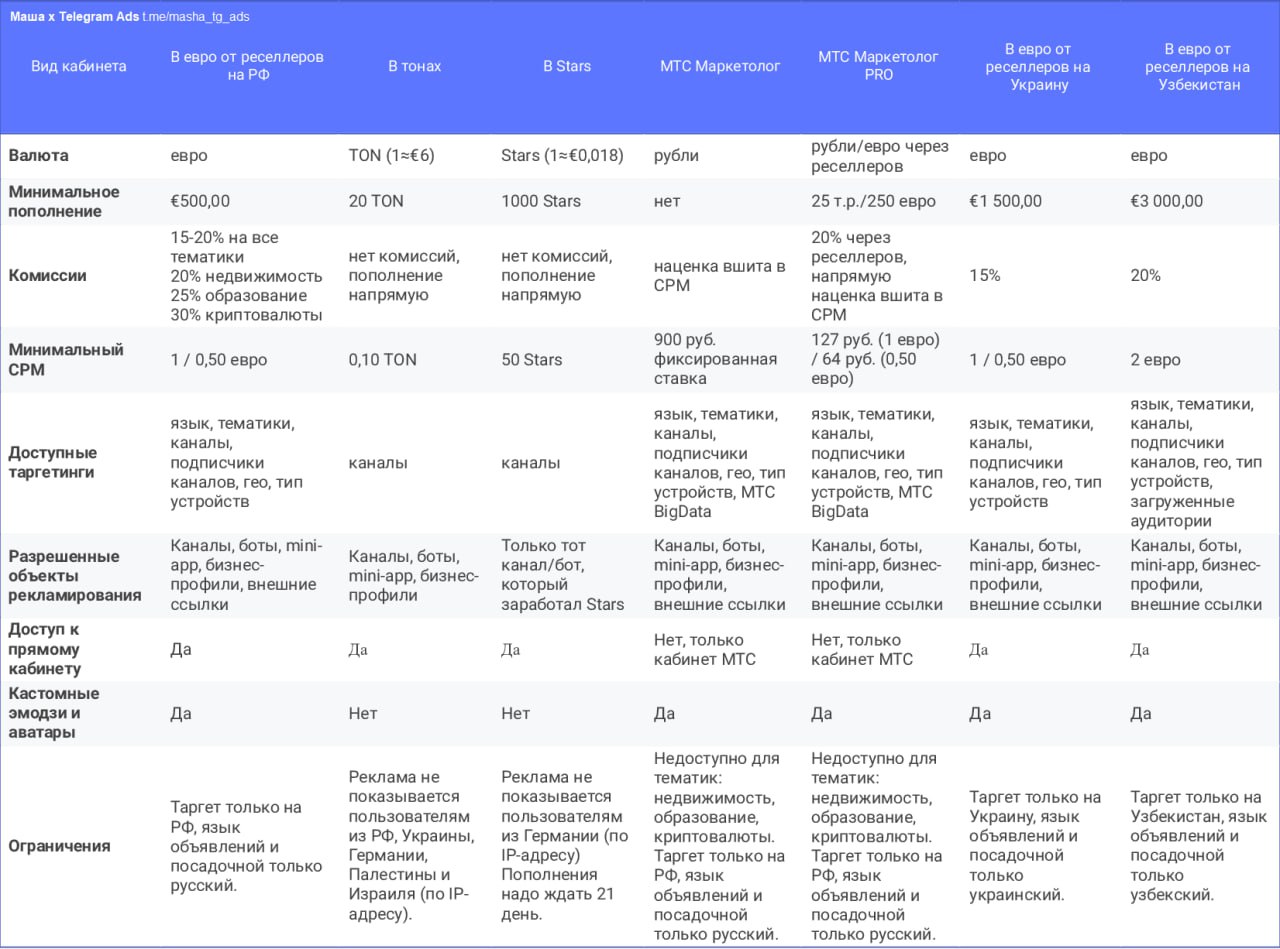 Маша x Telegram Ads t.me/masha_tg_ads
Вид кабинета
В евро от реселлеров
на РФ
В тонах
В Stars
МТС Маркетолог
МТС Маркетолог
PRO
В евро от
реселлеров на
Украину
В евро от
реселлеров на
Узбекистан
Валюта
евро
TON (1≈€6)
Stars (1≈€0,018)
рубли
рубли/евро через
реселлеров
евро
евро
Минимальное
пополнение
€500,00
20 TON
1000 Stars
нет
25 т.р./250 евро
€1 500,00
€3 000,00
Комиссии
15-20% на все
тематики
20% недвижимость
25% образование
30% криптовалюты
нет комиссий,
пополнение
напрямую
нет комиссий,
пополнение
напрямую
наценка вшита в
CPM
20% через
реселлеров,
напрямую
наценка вшита в
CPM
15%
20%
Минимальный
CPM
1 / 0,50 евро
0,10 TON
50 Stars
900 руб.
фиксированная
ставка
127 руб. (1 евро)
/ 64 руб. (0,50
евро)
1 / 0,50 евро
2 евро
Доступные
таргетинги
язык, тематики,
каналы,
подписчики
каналов, гео, тип
устройств
каналы
каналы
язык, тематики,
каналы,
подписчики
каналов, гео, тип
устройств, МТС
BigData
язык, тематики,
каналы,
подписчики
каналов, гео, тип
устройств, МТС
BigData
язык, тематики,
каналы,
подписчики
каналов, гео, тип
устройств
язык, тематики,
каналы,
подписчики
каналов, гео, тип
устройств,
загруженные
аудитории
Разрешенные
объекты
рекламирования
Каналы, боты, mini-
app, бизнес-
профили, внешние
ссылки
Каналы, боты,
mini-app, бизнес-
профили
Только тот
канал/бот,
который
заработал Stars
Каналы, боты,
mini-app, бизнес-
профили,
внешние ссылки
Каналы, боты,
mini-app, бизнес-
профили,
внешние ссылки
Каналы, боты,
mini-app, бизнес-
профили,
внешние ссылки
Каналы, боты,
mini-app, бизнес-
профили,
внешние ссылки
Доступ к
прямому
кабинету
Да
Да
Да
Нет, только
кабинет МТС
Нет, только
кабинет МТС
Да
Да
Кастомные
эмодзи и
аватары
Да
Нет
Нет
Да
Да
Да
Да
Ограничения
Таргет только на
РФ, язык
объявлений и
посадочной только
русский.
Реклама не
показывается
пользователям
из РФ, Украины,
Германии,
Палестины и
Израиля (по IP-
адресу).
Реклама не
показывается
пользователям
из Германии (по
IP-адресу)
Пополнения
надо ждать 21
день.
Недоступно для
тематик:
недвижимость,
образование,
криптовалюты.
Таргет только на
РФ, язык
объявлений и
посадочной
только русский.
Недоступно для
тематик:
недвижимость,
образование,
криптовалюты.
Таргет только на
РФ, язык
объявлений и
посадочной
только русский.
Таргет только на
Украину, язык
объявлений и
посадочной
только
украинский.
Таргет только на
Узбекистан, язык
объявлений и
посадочной
только
узбекский.